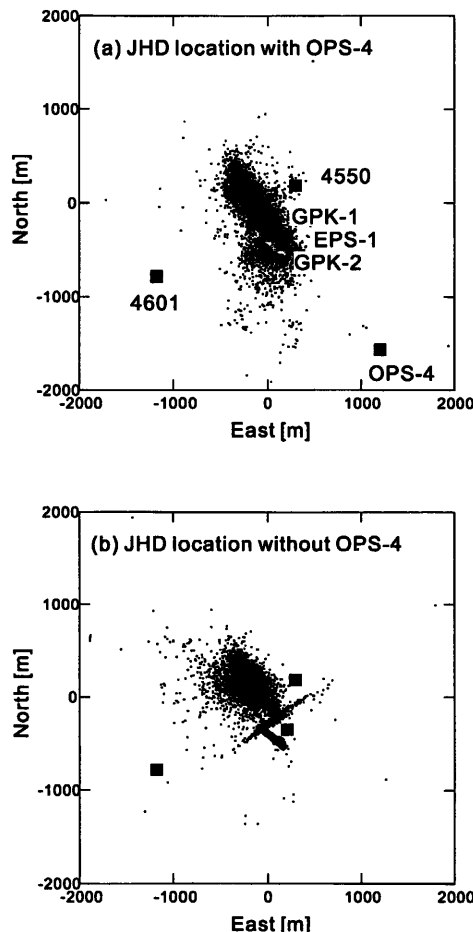 2000
(a) JHD location with OPS-4
1000
4550
North [m]
0
GPK-1
EPS-1
GPK-2
-1000
4601
OPS-4
-2000
-2000 -1000 0 1000 2000
East [m]
2000
(b) JHD location without OPS-4
1000
North [m]
0
-1000
-2000
-2000 -1000 0 1000 2000
East [m]